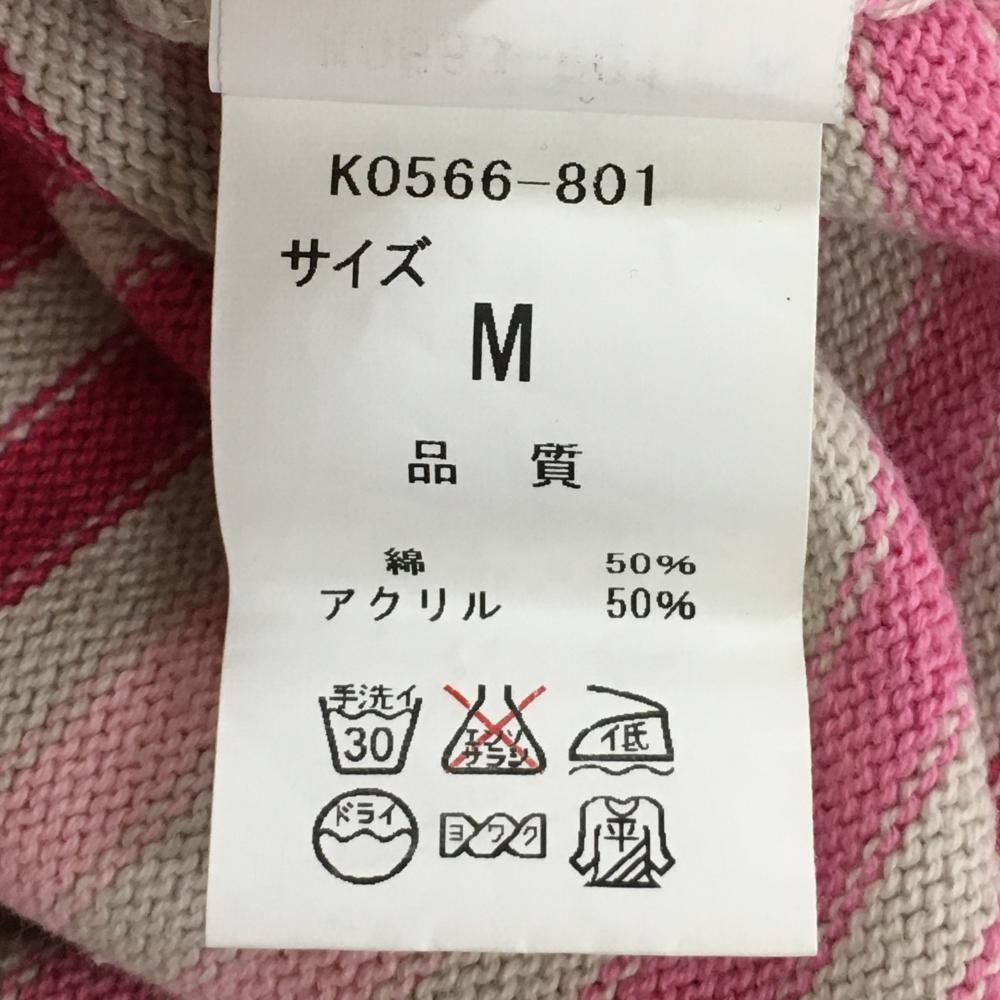 K0566-801
サイズ
M
品 質
綿 50%
アクリル 50%
手洗イ
30
エンソ
サラシ
低
ドライ
ヨワク
平